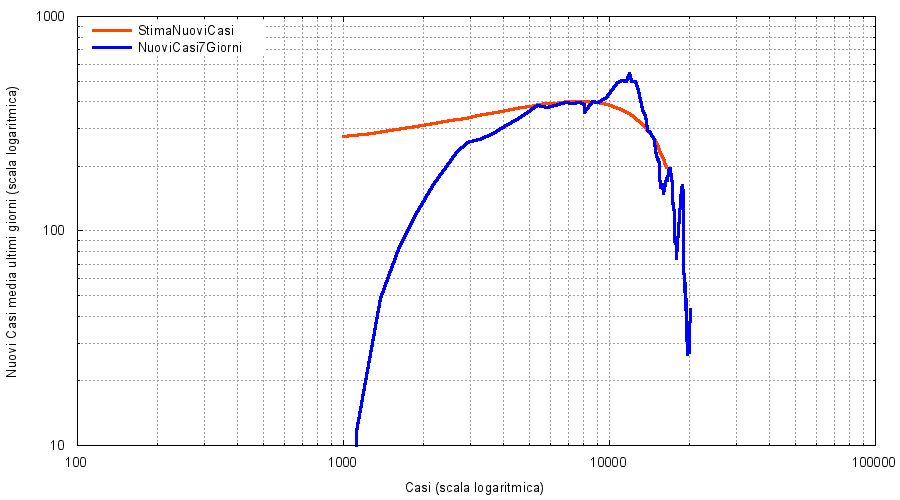 1000
StimaNuoviCasi
NuoviCasi7Giorni
100
10
Nuovi Casi media ultimi giorni (scala logaritmica)
100
1000
10000
100000
Casi (scala logaritmica)